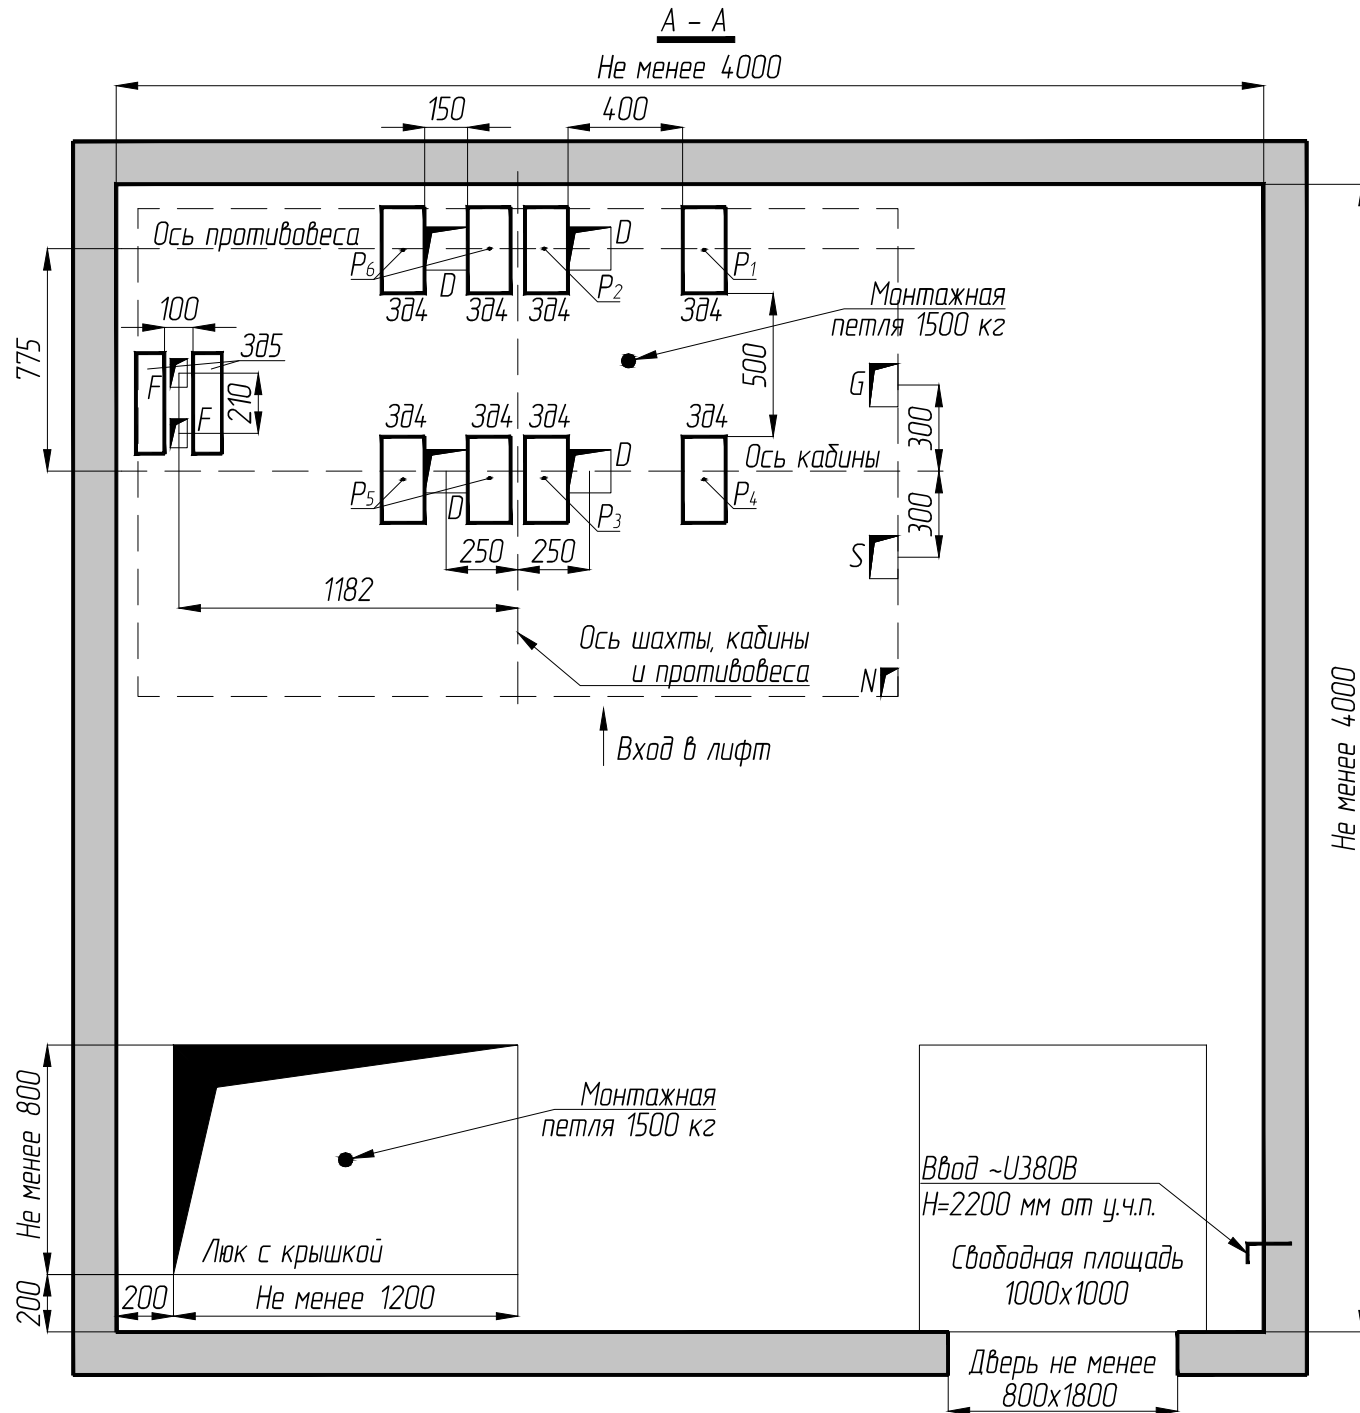 А - А
Не менее 4000
150
400
Ось противовеса
D
P6
D
P2
P1
Зд4
Зд4
Зд4
Зд4
Монтажная
петля 1500 кг
100
Зд5
775
F
F
210
500
G
300
Зд4
Зд4
Зд4
Зд4
D
Ось кабины
P5
D
P3
P4
300
250
250
S
1182
Ось шахты, кабины
и противовеса
N
Не менее 4000
Вход в лифт
Не менее 800
Монтажная
петля 1500 кг
Ввод ~U380В
Н=2200 мм от у.ч.п.
Люк с крышкой
Свободная площадь
1000х1000
200
200
Не менее 1200
Дверь не менее
800х1800